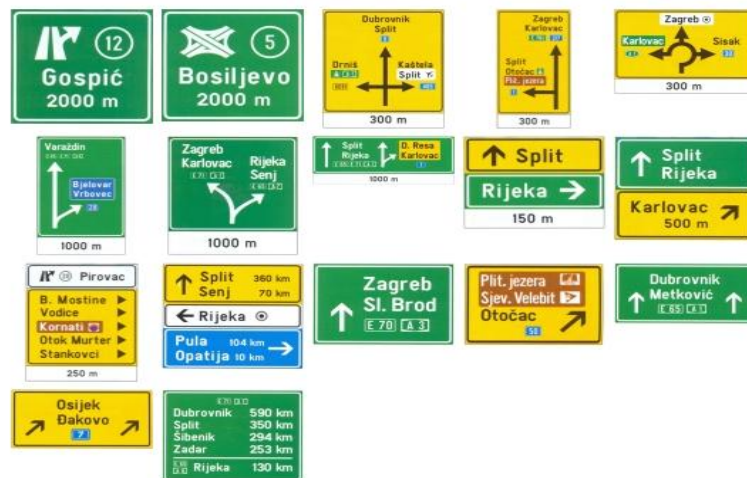 12
Gospić
2000 m
5
Bosiljevo
2000 m
Dubrovnik
Split
Drniš
Kaštela
Split
300 m
Zagreb
Karlovac
Split
Otočac
Plit. jezera
300 m
Zagreb
Karlovac
Sisak
300 m
Varaždin
Bjelovar
Vrbovec
28
1000 m
Zagreb
Karlovac
Rijeka
Senj
1000 m
Split
Rijeka
D. Resa
Karlovac
1000 m
Split
Rijeka
150 m
Split
Rijeka
Karlovac
500 m
Pirovac
B. Mostine
Vodice
Kornati
Otok Murter
Stankovci
250 m
Split 360 km
Senj 70 km
Rijeka
Pula 104 km
Opatija 10 km
Zagreb
Sl. Brod
E 70 A 3
Plit. jezera
Sjev. Velebit
Otočac
50
Dubrovnik
Metković
E 65 A 1
Osijek
Đakovo
7
Dubrovnik 590 km
Split 350 km
Šibenik 294 km
Zadar 253 km
Rijeka 130 km